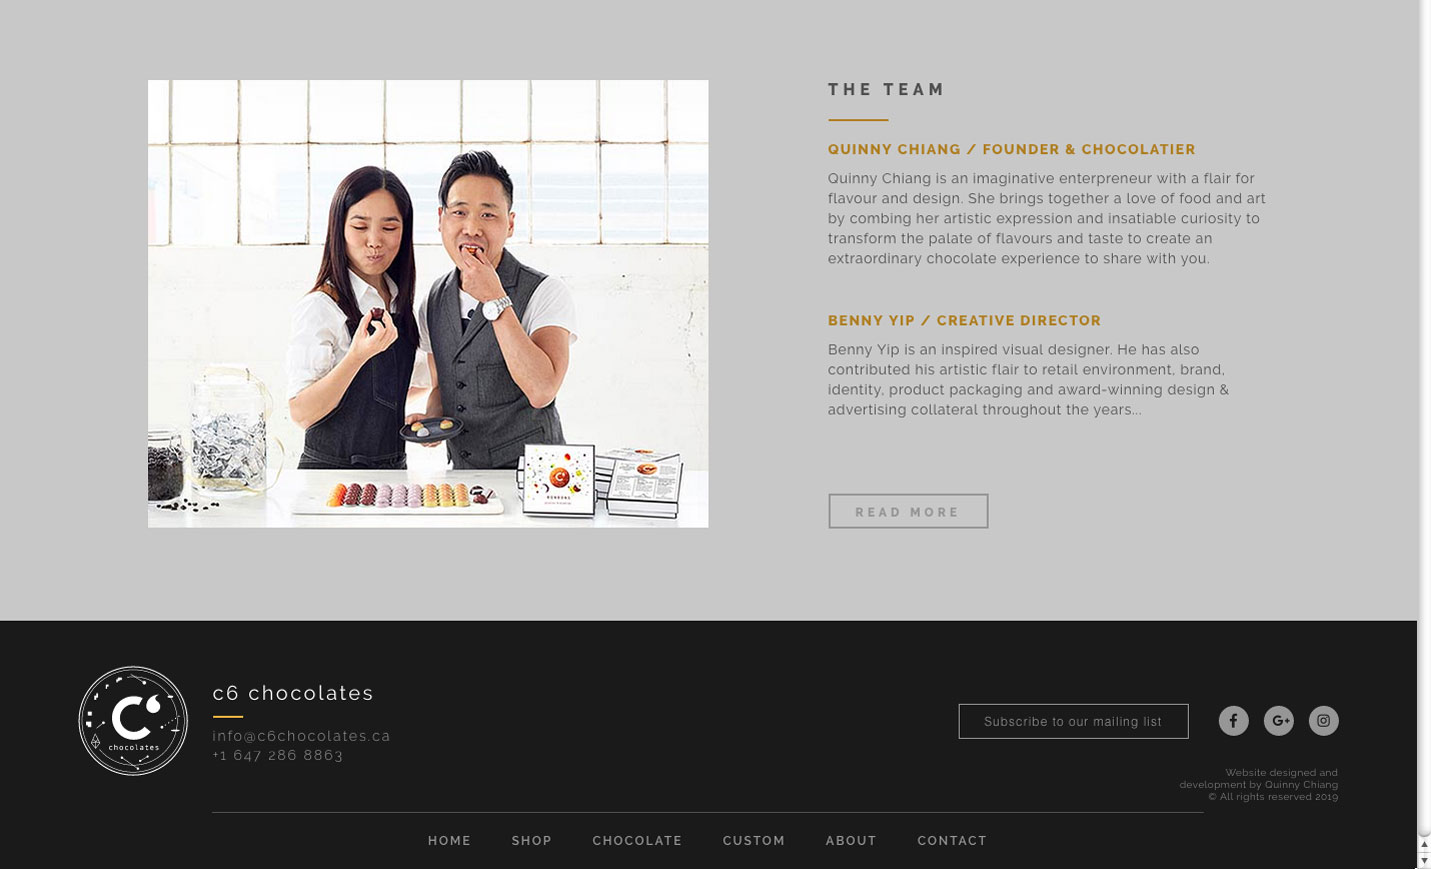 THE TEAM
QUINNY CHIANG / FOUNDER & CHOCOLATIER
Quinny Chiang is an imaginative enterpreneur with a flair for
flavour and design. She brings together a love of food and art
by combing her artistic expression and insatiable curiosity to
transform the palate of flavours and taste to create an
extraordinary chocolate experience to share with you.
BENNY YIP / CREATIVE DIRECTOR
Benny Yip is an inspired visual designer. He has also
contributed his artistic flair to retail environment, brand,
identity, product packaging and award-winning design &
advertising collateral throughout the years...
READ MORE
C
chocolates
c6 chocolates
info@c6chocolates.ca
+1 647 286 8863
Subscribe to our mailing list
Website designed and
development by Quinny Chiang
© All rights reserved 2019
HOME SHOP CHOCOLATE CUSTOM ABOUT CONTACT